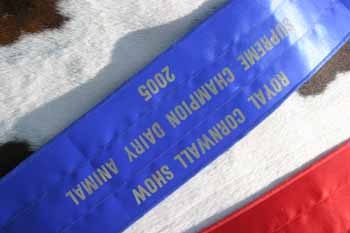 ROYAL CORNWALL SHOW
SUPREME CHAMPION DAIRY ANIMAL
2005